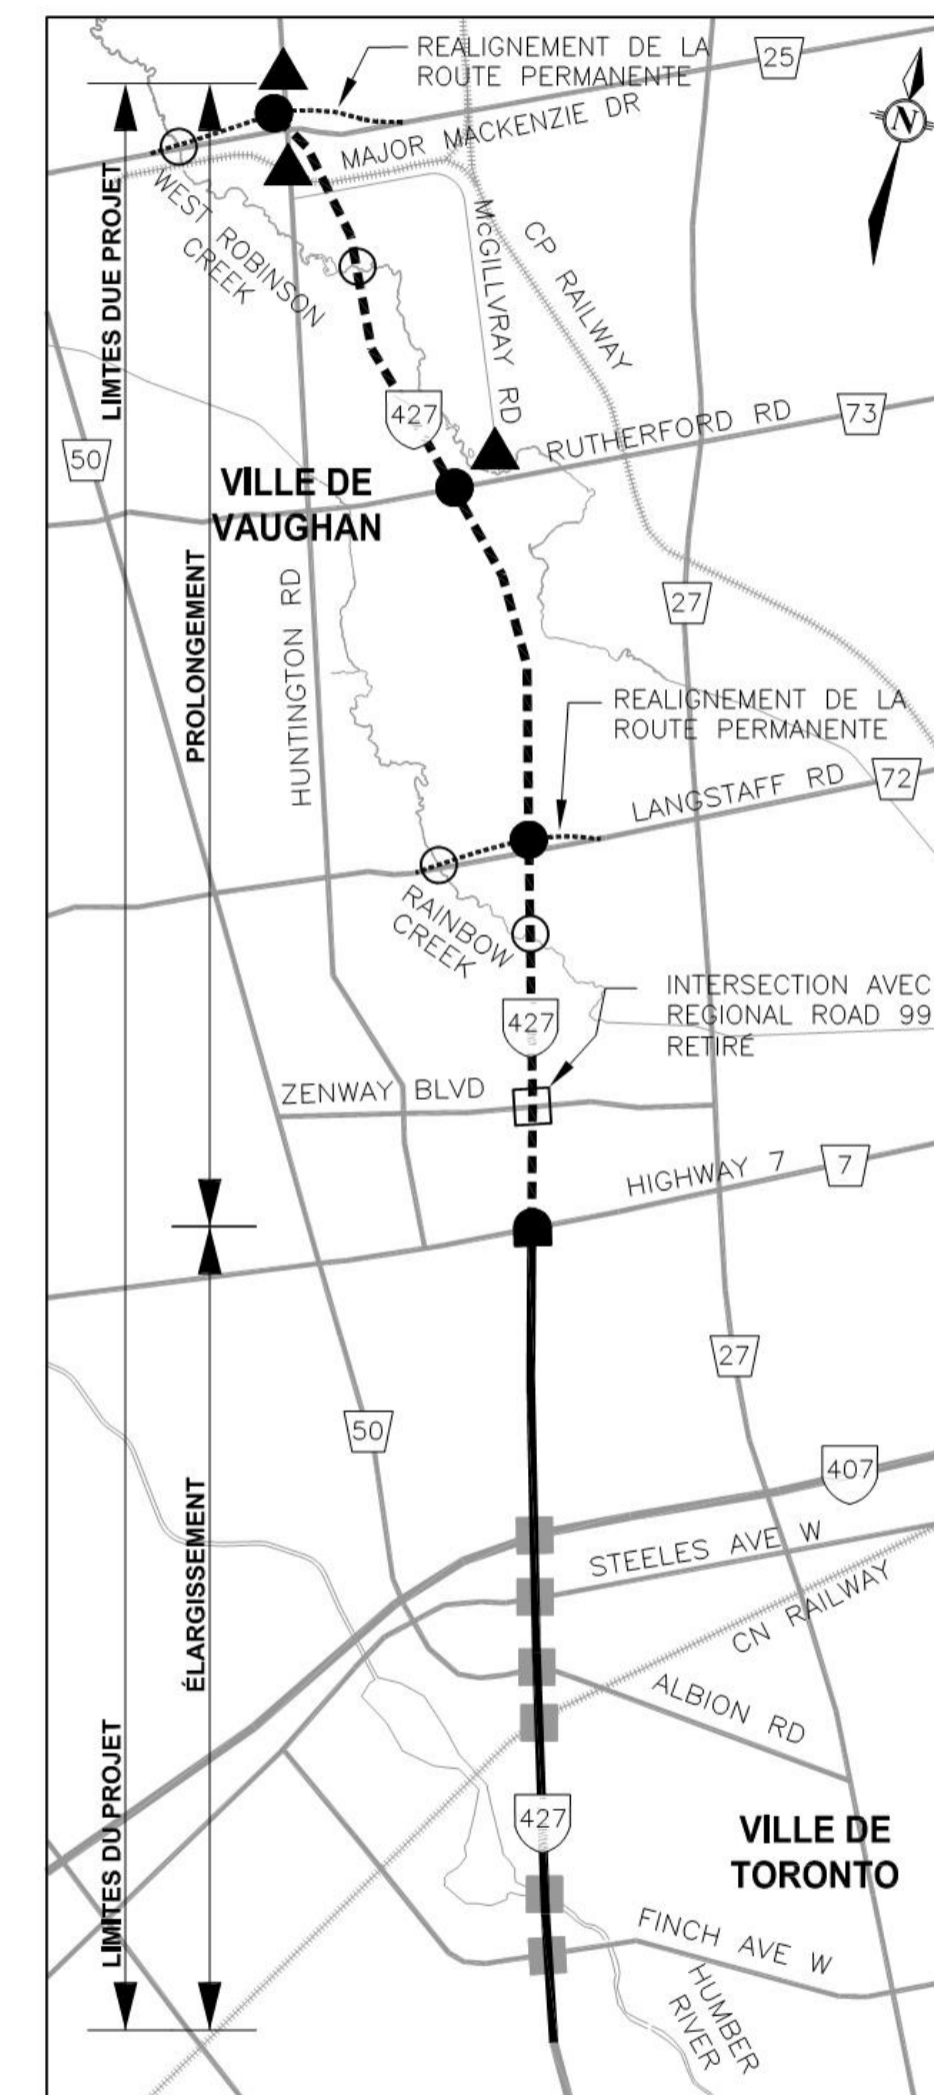 REALIGNEMENT DE LA
ROUTE PERMANENTE
25
N
MAJOR MACKENZIE DR
WEST ROBINSON
CREEK
McGILLVRAY RD
CP RAILWAY
LIMTES DUE PROJET
427
RUTHERFORD RD
73
50
VILLE DE
VAUGHAN
PROLONGEMENT
HUNTINGTON RD
27
REALIGNEMENT DE LA
ROUTE PERMANENTE
LANGSTAFF RD
72
RAINBOW
CREEK
INTERSECTION AVEC
REGIONAL ROAD 99
RETIRÉ
427
ZENWAY BLVD
HIGHWAY 7
7
27
50
407
ÉLARGISSEMENT
STEELES AVE W
CN RAILWAY
ALBION RD
LIMITES DU PROJET
427
VILLE DE
TORONTO
FINCH AVE W
HUMBER
RIVER